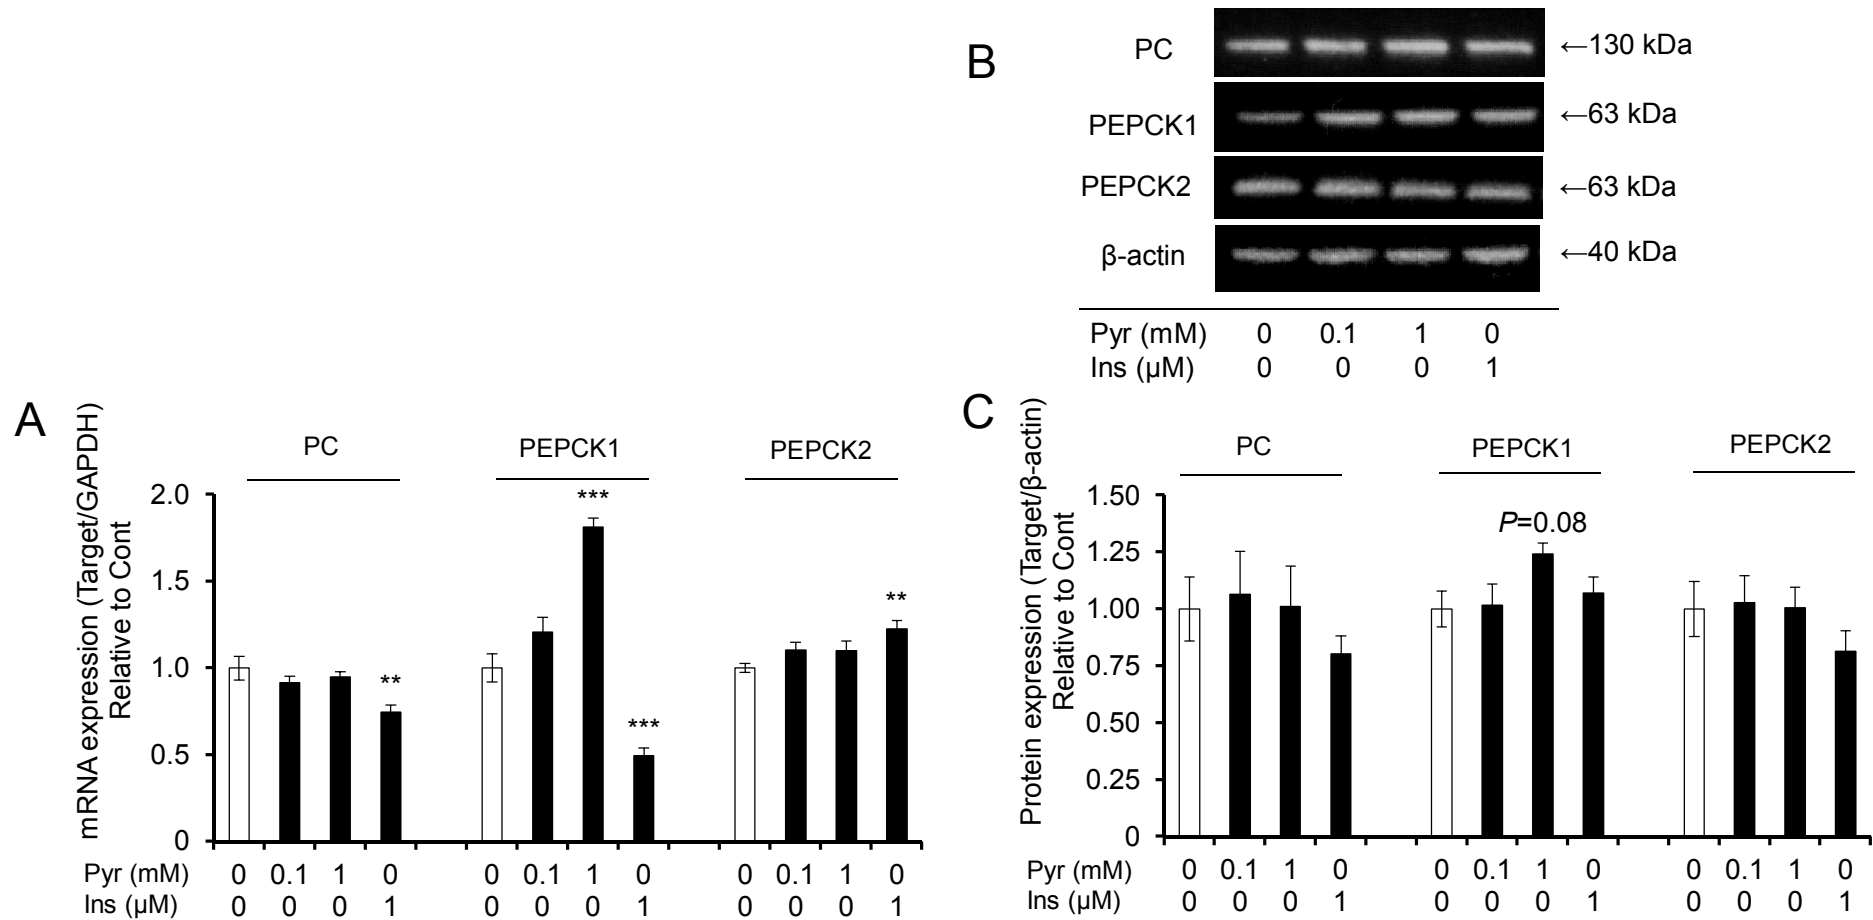 B
PC
←130 kDa
PEPCK1
←63 kDa
PEPCK2
←63 kDa
β-actin
←40 kDa
Pyr (mM) 0 0.1 1 0
Ins (μM) 0 0 0 1
A
mRNA expression (Target/GAPDH)
Relative to Cont
PC PEPCK1 PEPCK2
2.0
1.5
1.0
0.5
0
**
***
***
**
Pyr (mM) 0 0.1 1 0 0 0.1 1 0 0 0.1 1 0
Ins (μM) 0 0 0 1 0 0 0 1 0 0 0 1
C
Protein expression (Target/β-actin)
Relative to Cont
PC PEPCK1 PEPCK2
1.50
1.25
1.00
0.75
0.50
0.25
0
P=0.08
Pyr (mM) 0 0.1 1 0 0 0.1 1 0 0 0.1 1 0
Ins (μM) 0 0 0 1 0 0 0 1 0 0 0 1